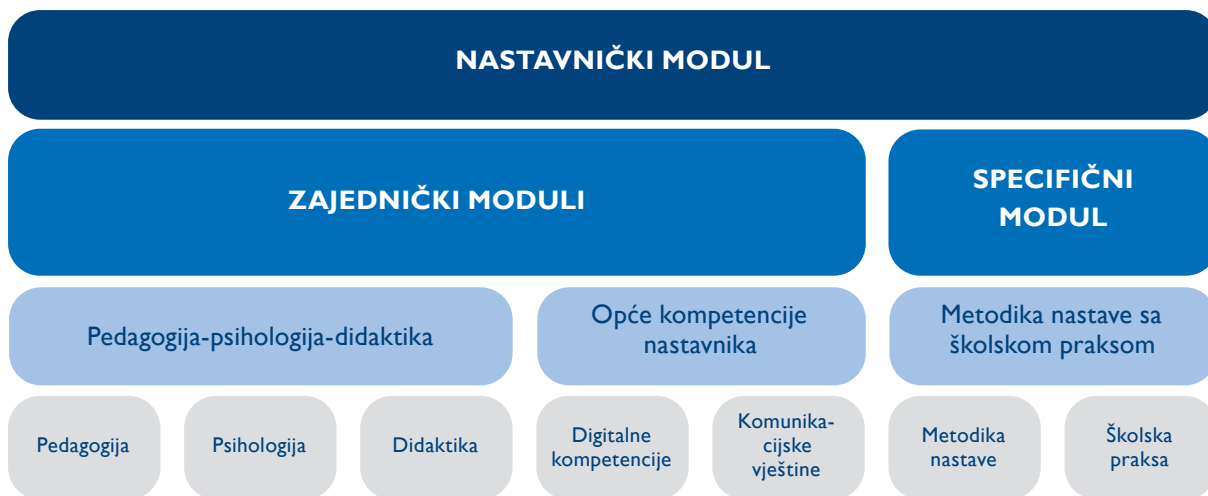 NASTAVNIČKI MODUL
ZAJEDNIČKI MODULI
SPECIFIČNI
MODUL
Pedagogija-psihologija-didaktika
Opće kompetencije
nastavnika
Metodika nastave sa
školskom praksom
Pedagogija
Psihologija
Didaktika
Digitalne
kompetencije
Komunika-
cijske
vještine
Metodika
nastave
Školska
praksa